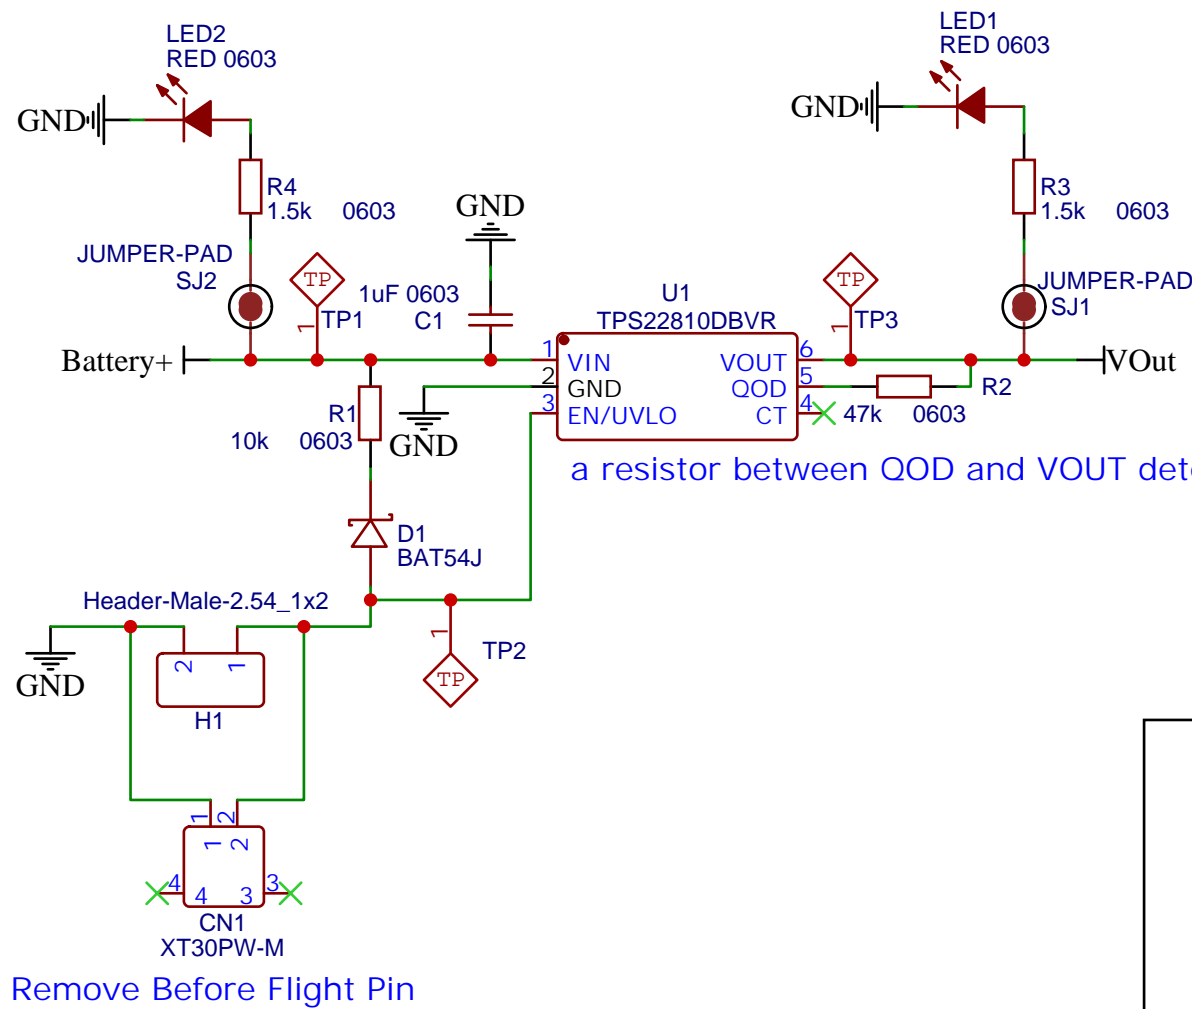 LED2
RED 0603
LED1
RED 0603
GND
GND
R4
1.5k 0603
R3
1.5k 0603
GND
JUMPER-PAD
SJ2
JUMPER-PAD
SJ1
TP
TP
1uF 0603
C1
U1
TPS22810DBVR
1
TP1
1
TP3
Battery+
VOut
1
VIN
VOUT
6
2
GND
QOD
5
3
EN/UVLO
CT
4
R1
10k 0603
GND
R2
47k 0603
a resistor between QOD and VOUT dete
D1
BAT54J
Header-Male-2.54_1x2
GND
2
1
H1
1
TP
TP2
1
2
1
2
4
4
3
3
CN1
XT30PW-M
Remove Before Flight Pin